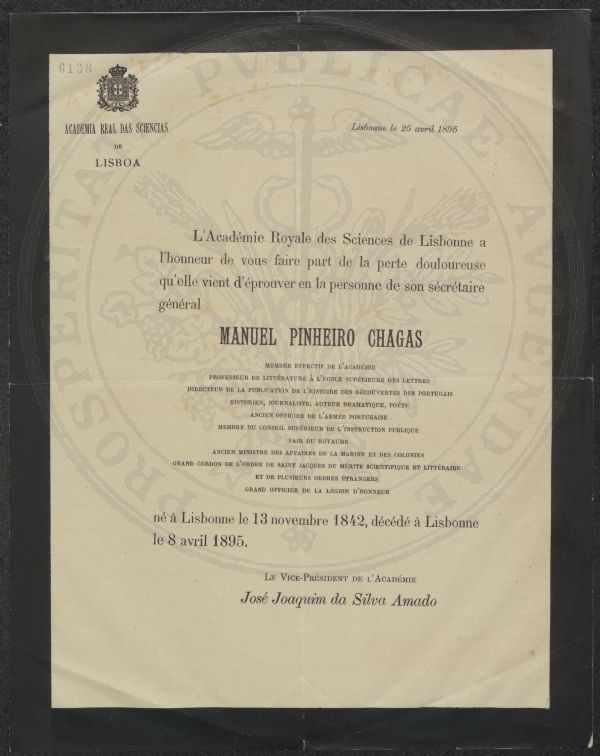 6138
ACADEMIA REAL DAS SCIENCIAS
DE
LISBOA
Lisbonne le 25 avril 1895
L'Académie Royale des Sciences de Lisbonne a
l'honneur de vous faire part de la perte douloureuse
qu'elle vient d'éprouver en la personne de son sécrétaire
général
MANUEL PINHEIRO CHAGAS
MEMBRE EFFECTIF DE L'ACADÉMIE
PROFESSEUR DE LITTÉRATURE À L'ÉCOLE SUPÉRIEURE DES LETTRES
DIRECTEUR DE LA PUBLICATION DE L'HISTOIRE DES DÉCOUVERTES DES PORTUGAIS
HISTORIEN, JOURNALISTE, AUTEUR DRAMATIQUE, POÈTE
ANCIEN OFFICIER DE L'ARMÉE PORTUGAISE
MEMBRE DU CONSEIL SUPÉRIEUR DE L'INSTRUCTION PUBLIQUE
PAIR DU ROYAUME
ANCIEN MINISTRE DES AFFAIRES DE LA MARINE ET DES COLONIES
GRAND CORDON DE L'ORDRE DE SAINT JACQUES DU MÉRITE SCIENTIFIQUE ET LITTÉRAIRE
ET DE PLUSIEURS ORDRES ÉTRANGERS
GRAND OFFICIER DE LA LÉGION D'HONNEUR
né á Lisbonne le 13 novembre 1842, décédé à Lisbonne
le 8 avril 1895.
LE VICE-PRÉSIDENT DE L'ACADÉMIE
José Joaquim da Silva Amado
PROSPERITATI PVBLICAE AVGENDAE